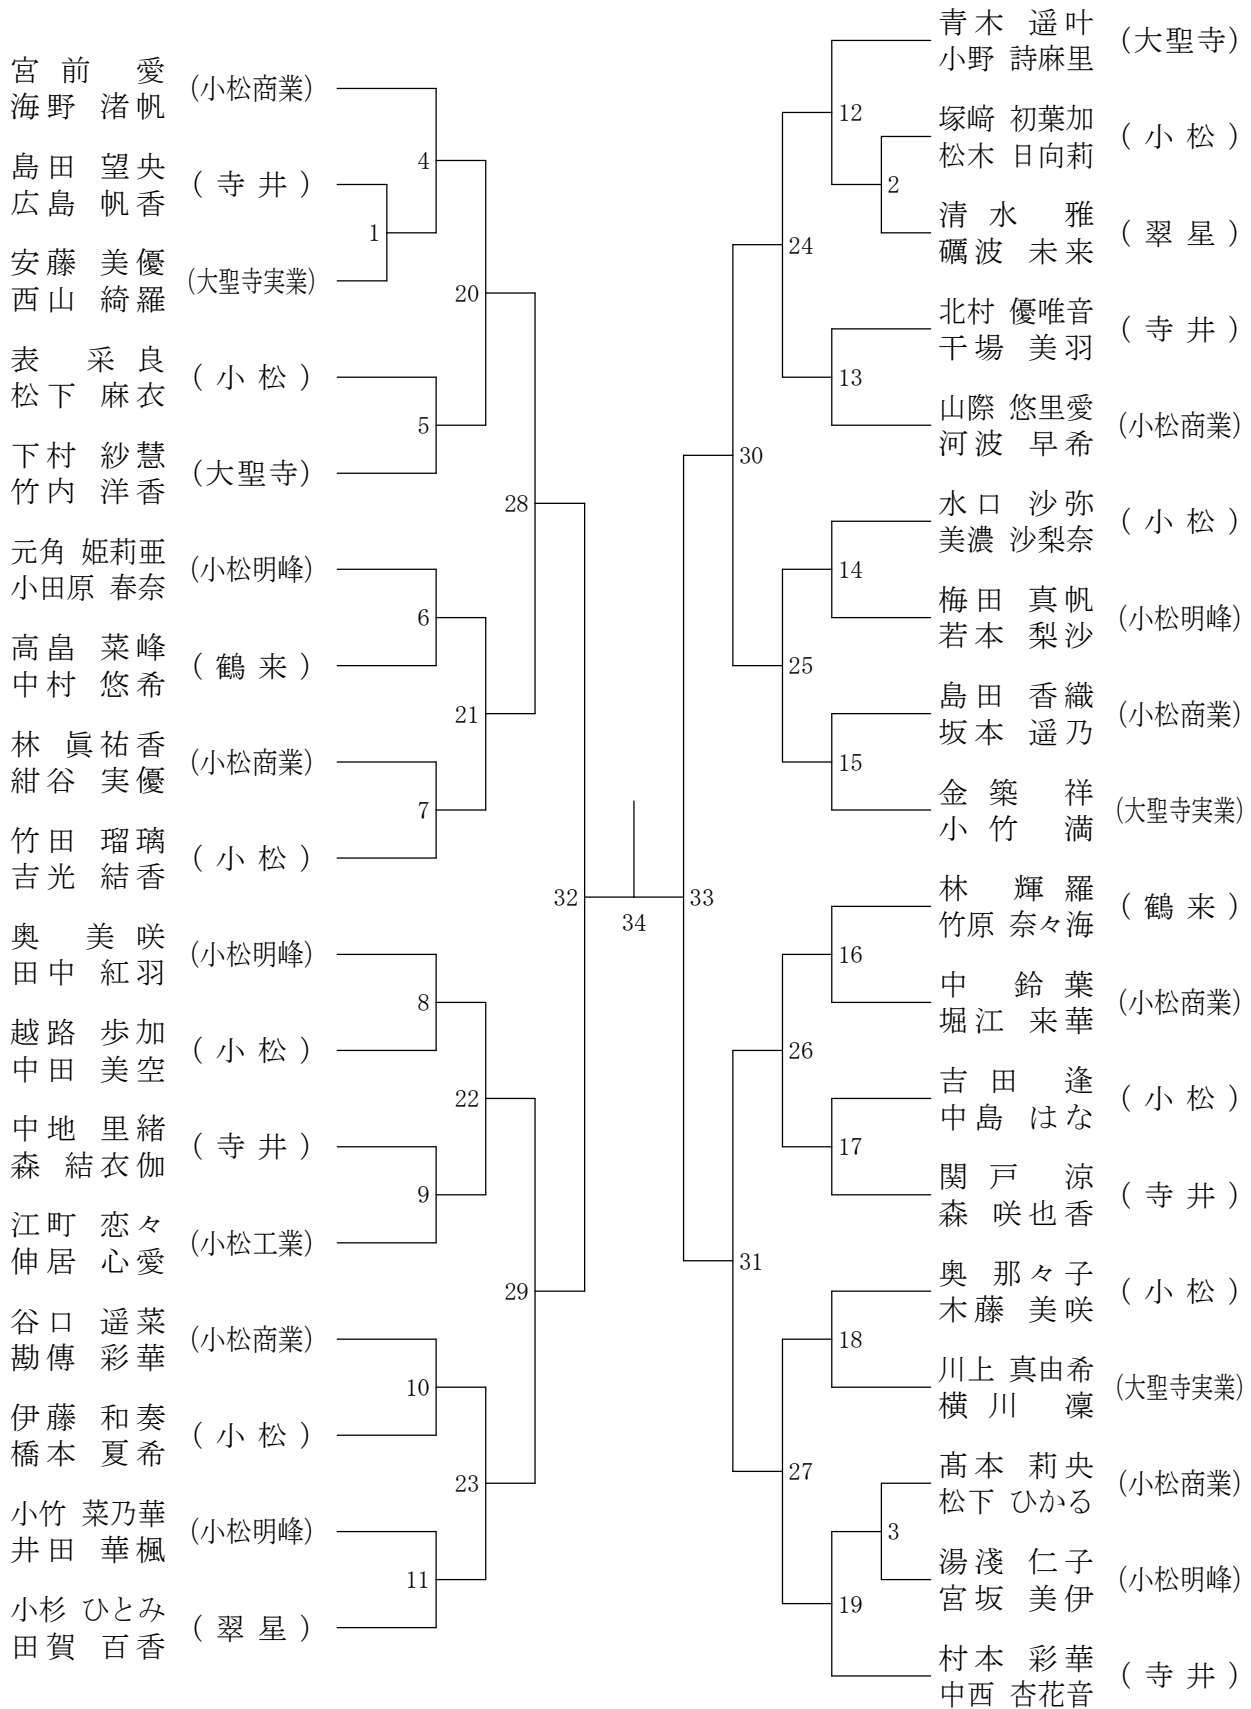 宮前 愛
海野 渚帆
(小松商業)
島田 望央
広島 帆香
(寺井)
安藤 美優
西山 綺羅
(大聖寺実業)
表 采良
松下 麻衣
(小松)
下村 紗慧
竹内 洋香
(大聖寺)
元角 姫莉亜
小田原 春奈
(小松明峰)
高畠 菜峰
中村 悠希
(鶴来)
林 眞祐香
紺谷 実優
(小松商業)
竹田 瑠璃
吉光 結香
(小松)
奥 美咲
田中 紅羽
(小松明峰)
越路 歩加
中田 美空
(小松)
中地 里緒
森 結衣伽
(寺井)
江町 恋々
伸居 心愛
(小松工業)
谷口 遥菜
勘傳 彩華
(小松商業)
伊藤 和奏
橋本 夏希
(小松)
小竹 菜乃華
井田 華楓
(小松明峰)
小杉 ひとみ
田賀 百香
(翠星)
1
4
5
6
7
8
9
10
11
20
21
22
23
28
29
32
34
33
30
31
24
25
26
27
12
13
14
15
16
17
18
19
2
3
青木 遥叶
小野 詩麻里
(大聖寺)
塚﨑 初葉加
松木 日向莉
(小松)
清水 雅
礪波 未来
(翠星)
北村 優唯音
干場 美羽
(寺井)
山際 悠里愛
河波 早希
(小松商業)
水口 沙弥
美濃 沙梨奈
(小松)
梅田 真帆
若本 梨沙
(小松明峰)
島田 香織
坂本 遥乃
(小松商業)
金築 祥
小竹 満
(大聖寺実業)
林 輝羅
竹原 奈々海
(鶴来)
中 鈴葉
堀江 来華
(小松商業)
吉田 逢
中島 はな
(小松)
関戸 涼
森 咲也香
(寺井)
奥 那々子
木藤 美咲
(小松)
川上 真由希
横川 凜
(大聖寺実業)
髙本 莉央
松下 ひかる
(小松商業)
湯淺 仁子
宮坂 美伊
(小松明峰)
村本 彩華
中西 杏花音
(寺井)